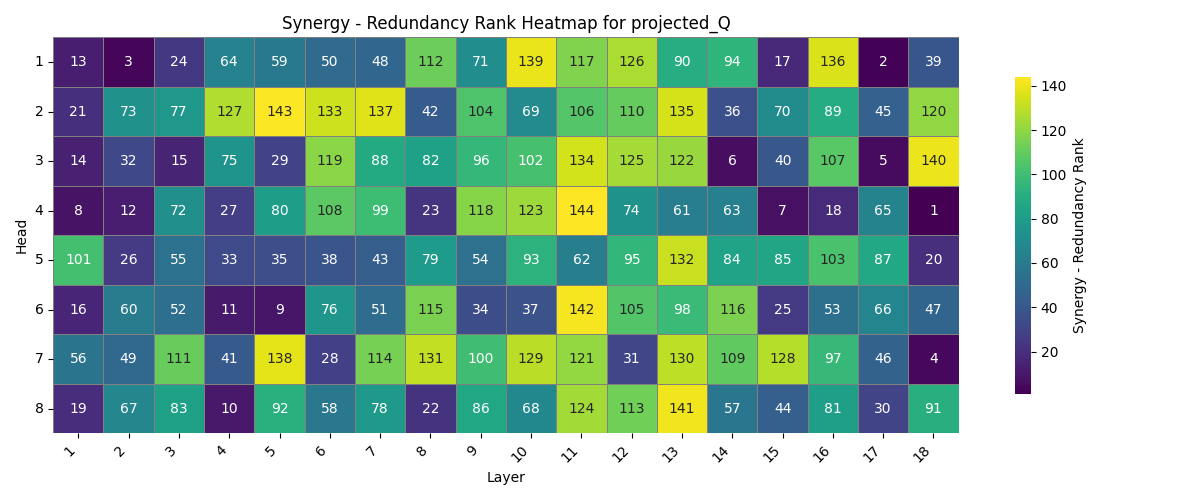 Synergy - Redundancy Rank Heatmap for projected_Q
1 13 3 24 64 59 50 48 112 71 139 117 126 90 94 17 136 2 39
2 21 73 77 127 143 133 137 42 104 69 106 110 135 36 70 89 45 120
3 14 32 15 75 29 119 88 82 96 102 134 125 122 6 40 107 5 140
4 8 12 72 27 80 108 99 23 118 123 144 74 61 63 7 18 65 1
5 101 26 55 33 35 38 43 79 54 93 62 95 132 84 85 103 87 20
6 16 60 52 11 9 76 51 115 34 37 142 105 98 116 25 53 66 47
7 56 49 111 41 138 28 114 131 100 129 121 31 130 109 128 97 46 4
8 19 67 83 10 92 58 78 22 86 68 124 113 141 57 44 81 30 91
1 2 3 4 5 6 7 8 9 10 11 12 13 14 15 16 17 18
Layer
Head
140
120
100
80
60
40
20
Synergy - Redundancy Rank